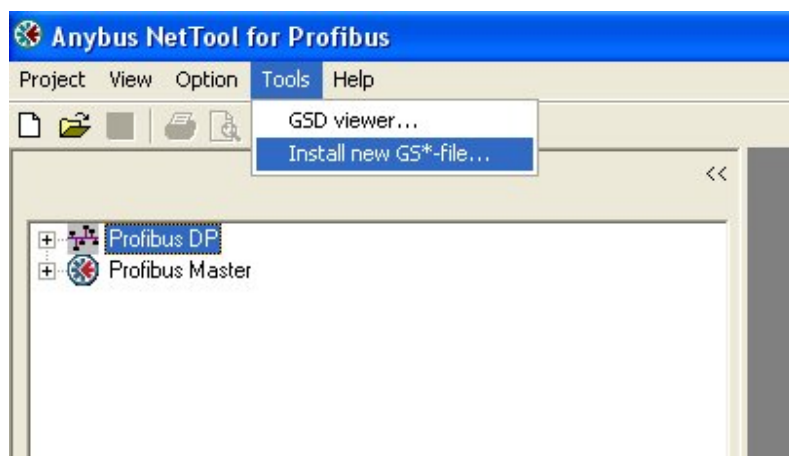 Anybus NetTool for Profibus
Project View Option Tools Help
GSD viewer...
Install new GS*-file...
<<
Profibus DP
Profibus Master